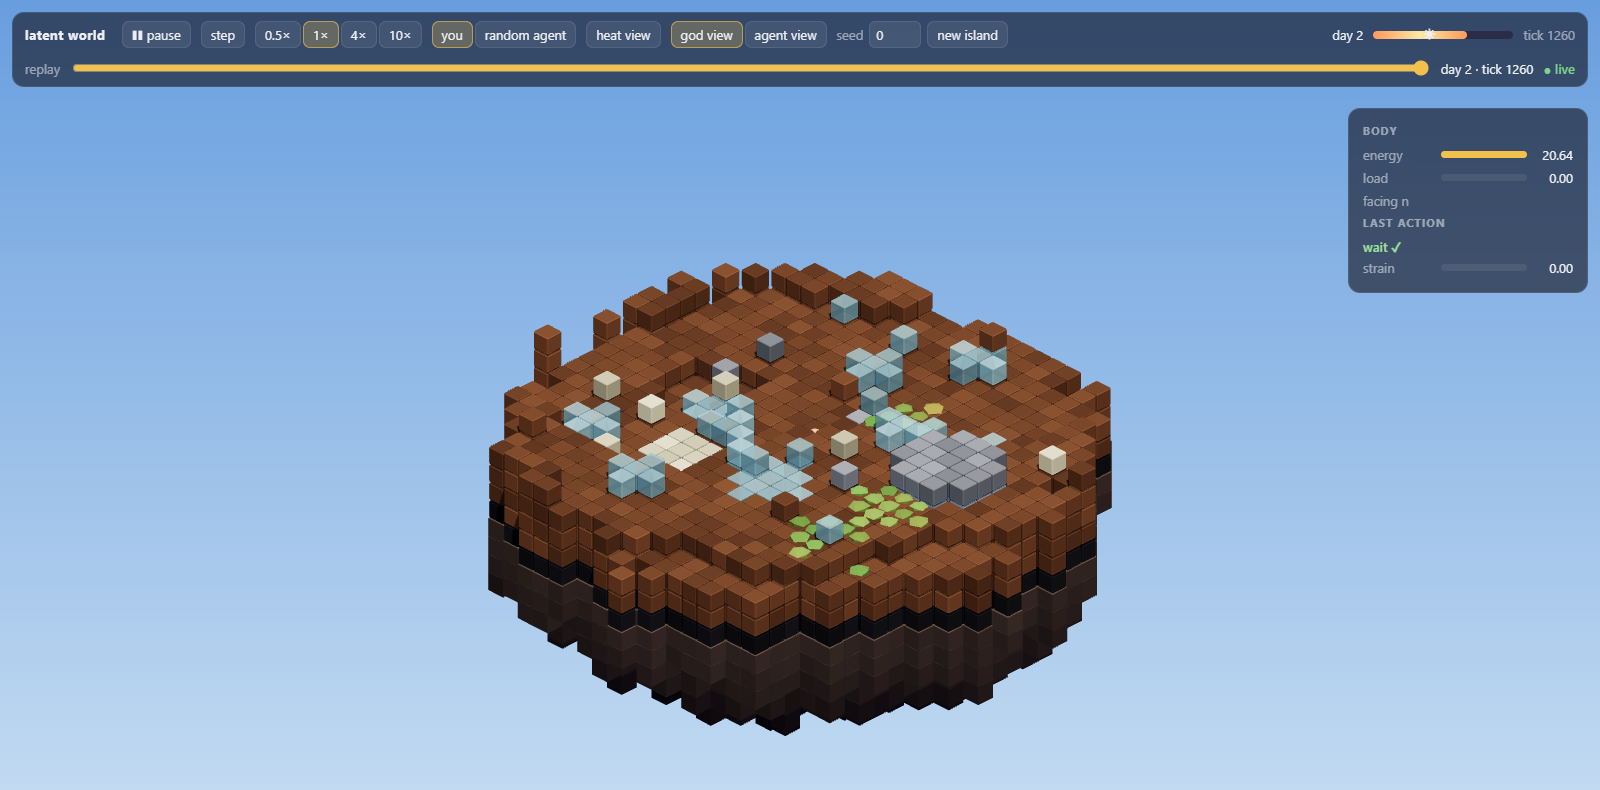 latent world pause step 0.5× 1× 4× 10× you random agent heat view god view agent view seed 0 new island day 2 tick 1260
replay day 2 · tick 1260 ● live
BODY
energy 20.64
load 0.00
facing n
LAST ACTION
wait ✓
strain 0.00